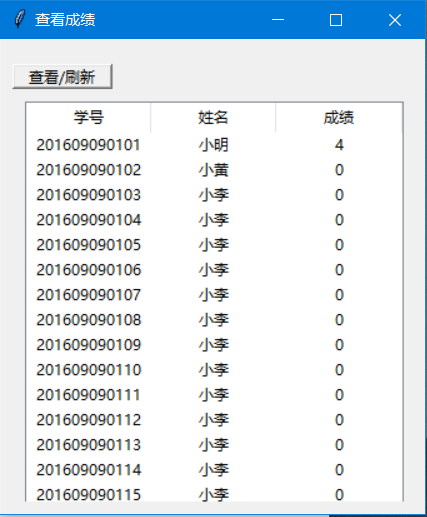 查看成绩
查看/刷新
学号 姓名 成绩
201609090101 小明 4
201609090102 小黄 0
201609090103 小李 0
201609090104 小李 0
201609090105 小李 0
201609090106 小李 0
201609090107 小李 0
201609090108 小李 0
201609090109 小李 0
201609090110 小李 0
201609090111 小李 0
201609090112 小李 0
201609090113 小李 0
201609090114 小李 0
201609090115 小李 0